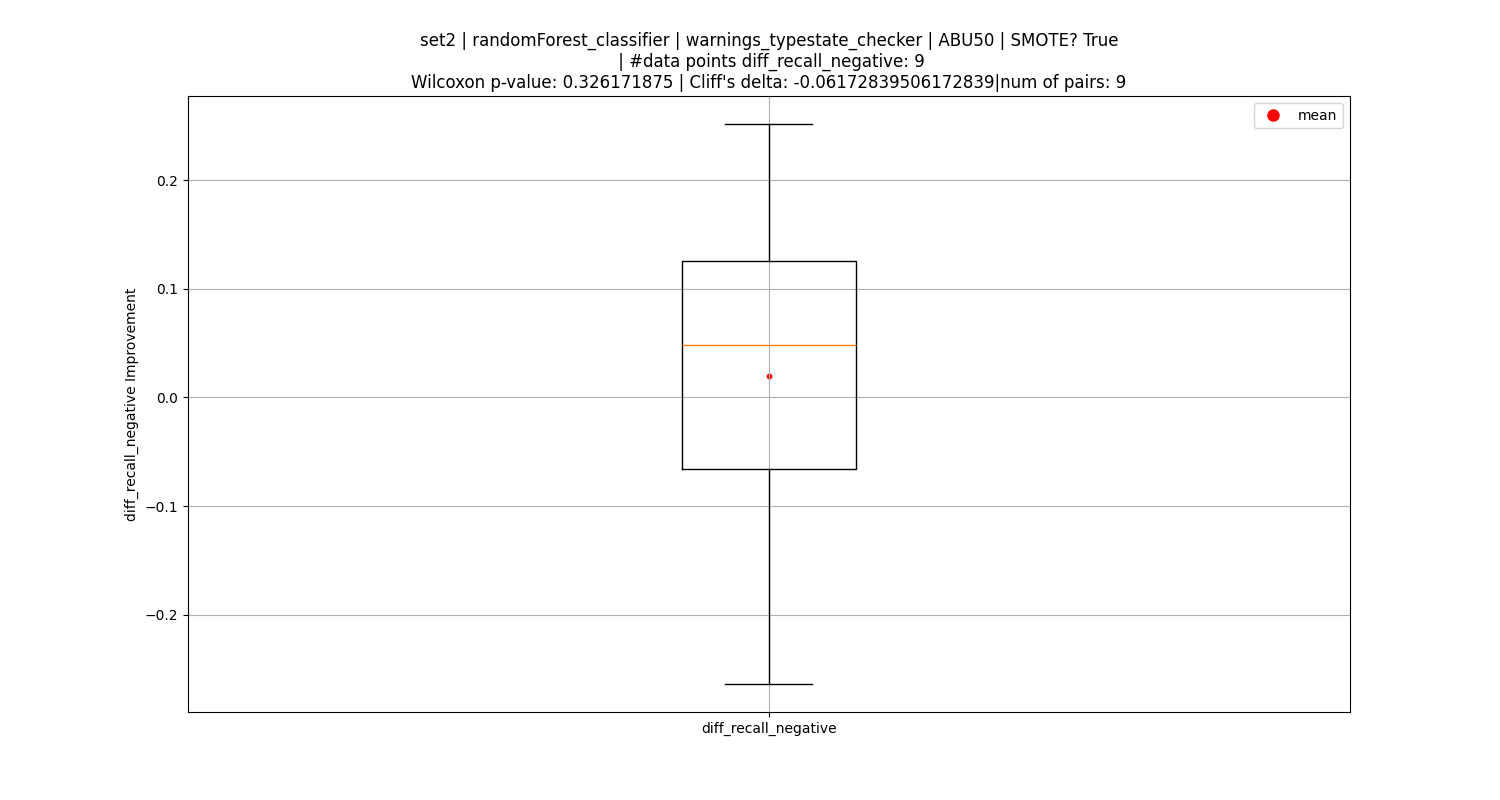 set2 | randomForest_classifier | warnings_typestate_checker | ABU50 | SMOTE? True
| #data points diff_recall_negative: 9
Wilcoxon p-value: 0.326171875 | Cliff's delta: -0.06172839506172839|num of pairs: 9
mean
0.2
0.1
0.0
−0.1
−0.2
diff_recall_negative Improvement
diff_recall_negative